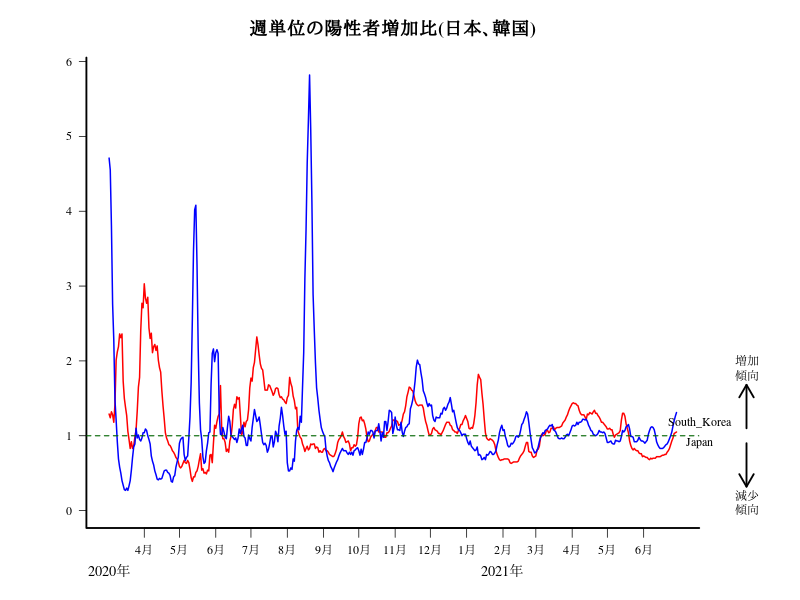 週単位の陽性者増加比(日本､韓国)
6
5
4
3
2
1
0
増加
傾向
South_Korea
Japan
減少
傾向
4月 5月 6月 7月 8月 9月 10月 11月 12月 1月 2月 3月 4月 5月 6月
2020年 2021年